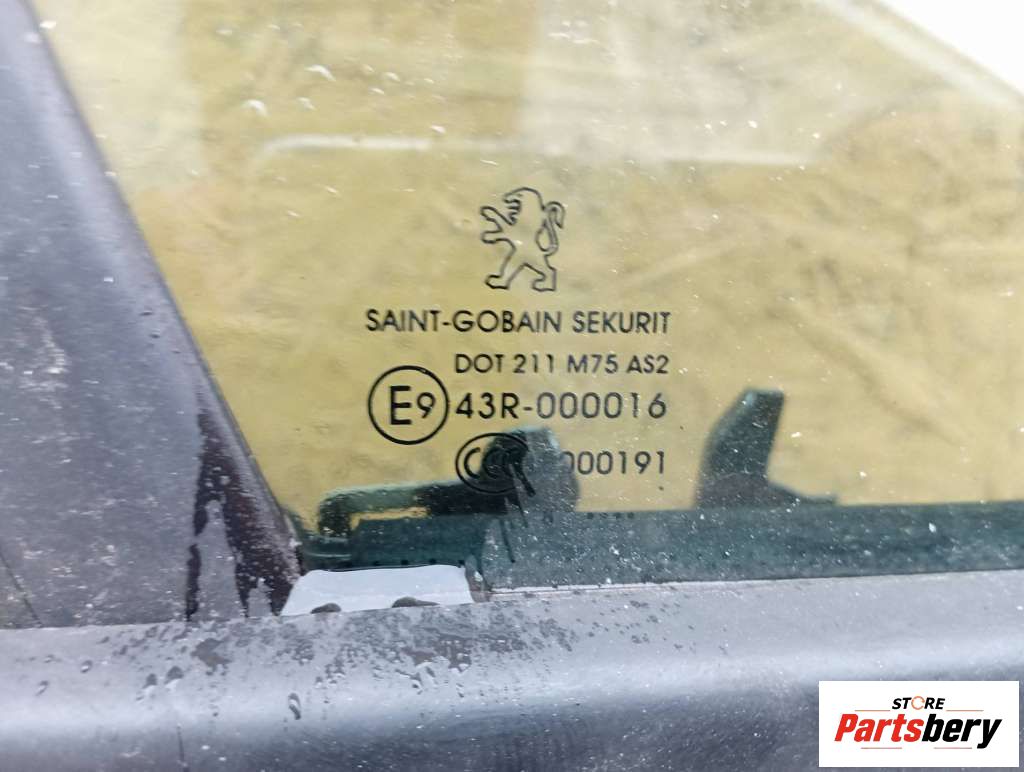 SAINT-GOBAIN SEKURIT
DOT 211 M75 AS2
E9 43R-000016
000191
STORE
Partsbery